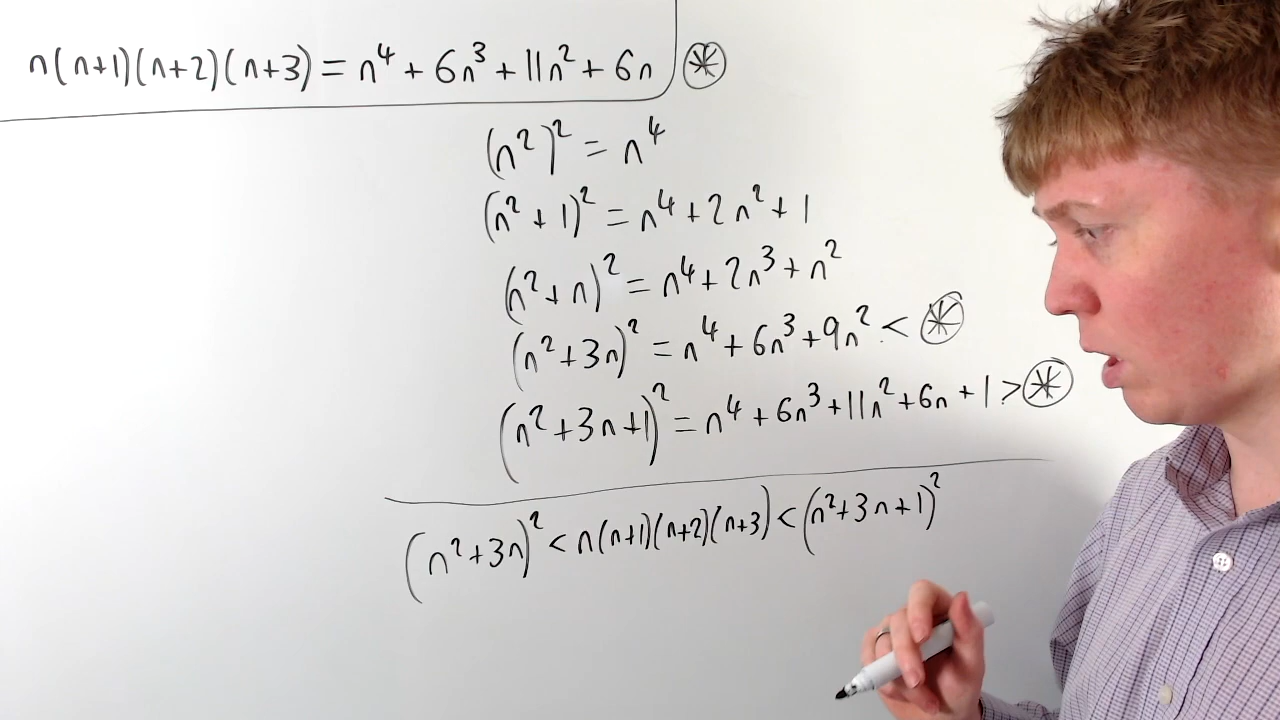 n(n+1)(n+2)(n+3) = n⁴ + 6n³ + 11n² + 6n ⊛
(n²)² = n⁴
(n² + 1)² = n⁴ + 2n² + 1
(n² + n)² = n⁴ + 2n³ + n²
(n² + 3n)² = n⁴ + 6n³ + 9n² < ⊛
(n² + 3n + 1)² = n⁴ + 6n³ + 11n² + 6n + 1 > ⊛
(n² + 3n)² < n(n+1)(n+2)(n+3) < (n² + 3n + 1)²